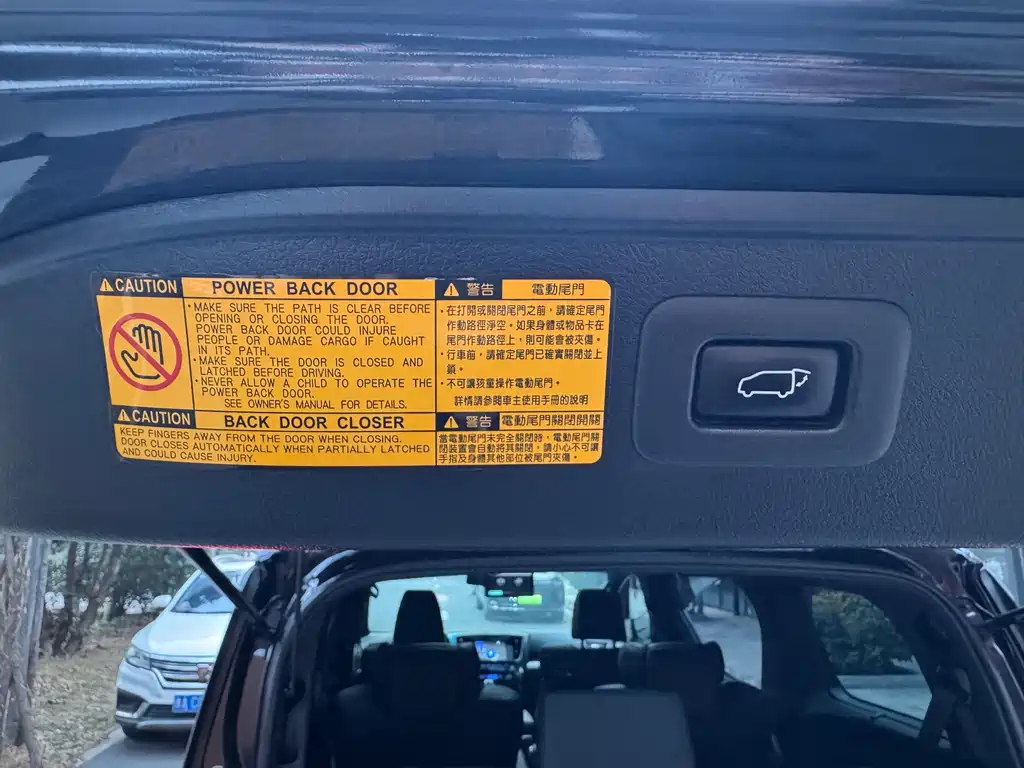 CAUTION
POWER BACK DOOR
・MAKE SURE THE PATH IS CLEAR BEFORE
OPENING OR CLOSING THE DOOR.
POWER BACK DOOR COULD INJURE
PEOPLE OR DAMAGE CARGO IF CAUGHT
IN ITS PATH.
・MAKE SURE THE DOOR IS CLOSED AND
LATCHED BEFORE DRIVING.
・NEVER ALLOW A CHILD TO OPERATE THE
POWER BACK DOOR.
SEE OWNER'S MANUAL FOR DETAILS.
警告
電動尾門
・在打開或關閉尾門之前，請確定尾門
作動路徑淨空。如果身體或物品卡在
尾門作動路徑上，則可能會被夾傷。
・行車前，請確定尾門已確實關閉並上
鎖。
・不可讓孩童操作電動尾門。
詳情請參閱車主使用手冊的說明
CAUTION
BACK DOOR CLOSER
KEEP FINGERS AWAY FROM THE DOOR WHEN CLOSING.
DOOR CLOSES AUTOMATICALLY WHEN PARTIALLY LATCHED
AND COULD CAUSE INJURY.
警告
電動尾門關閉開關
當電動尾門未完全關閉時，電動尾門關
閉裝置會自動將其關閉，請小心不可讓
手指及身體其他部位被尾門夾傷。